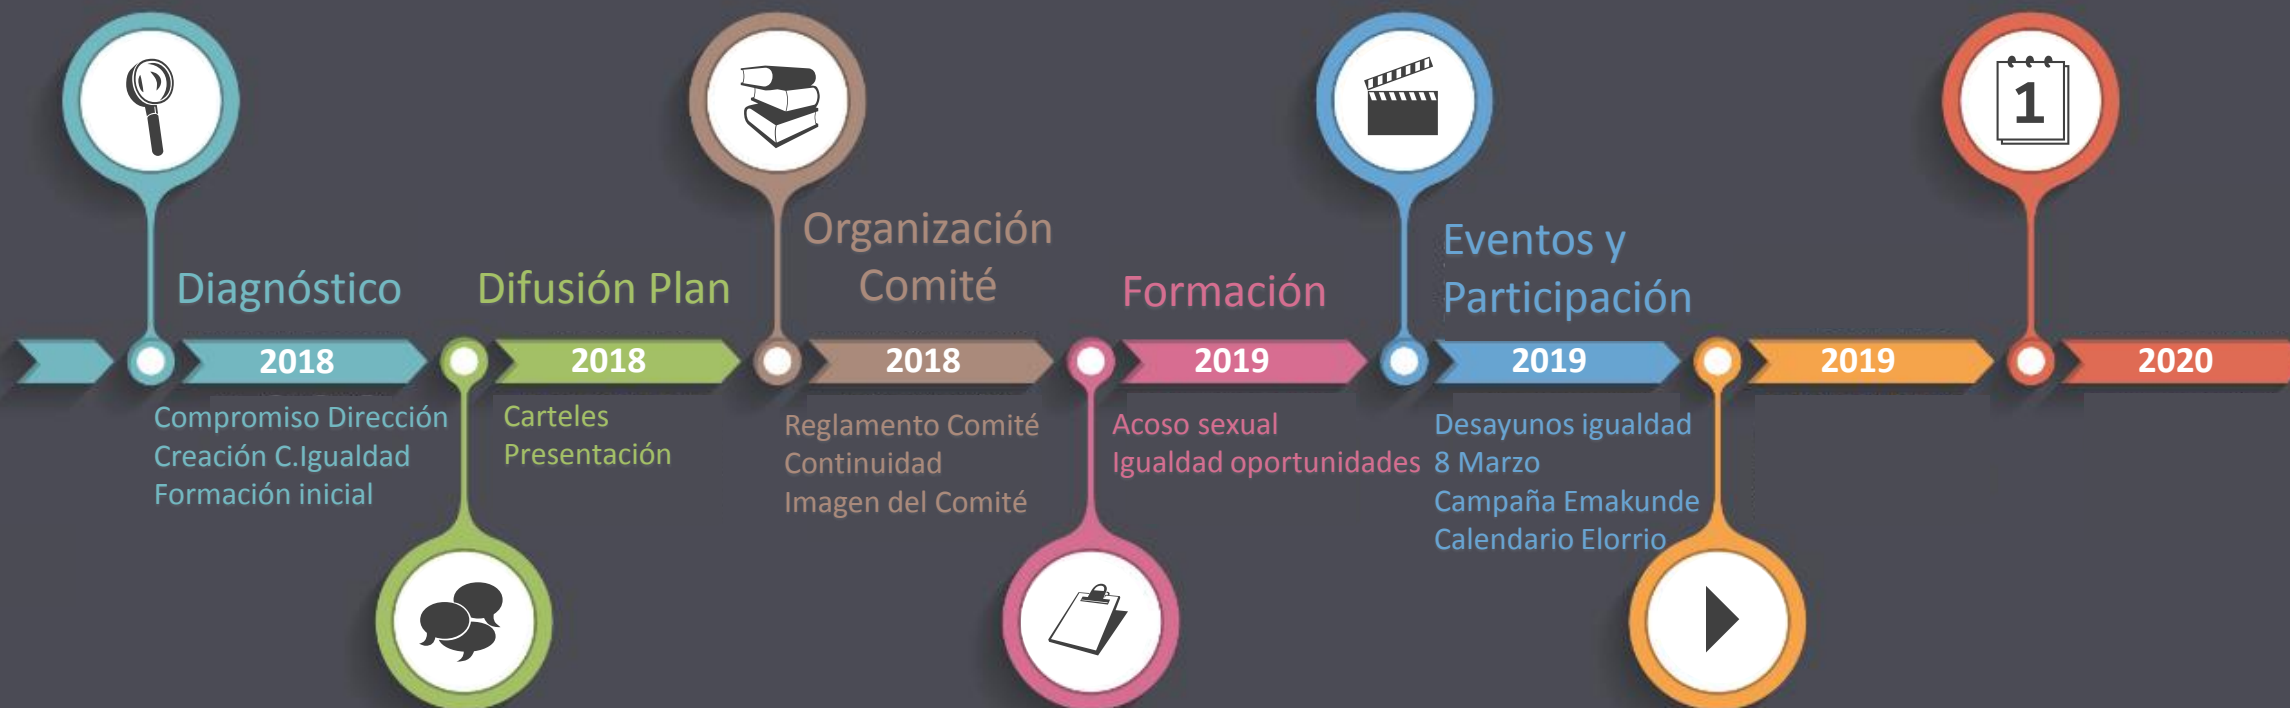 Diagnóstico
2018
Compromiso Dirección
Creación C.Igualdad
Formación inicial
Difusión Plan
2018
Carteles
Presentación
Organización
Comité
2018
Reglamento Comité
Continuidad
Imagen del Comité
Formación
2019
Acoso sexual
Igualdad oportunidades
Eventos y
Participación
2019
Desayunos igualdad
8 Marzo
Campaña Emakunde
Calendario Elorrio
2019
1
2020